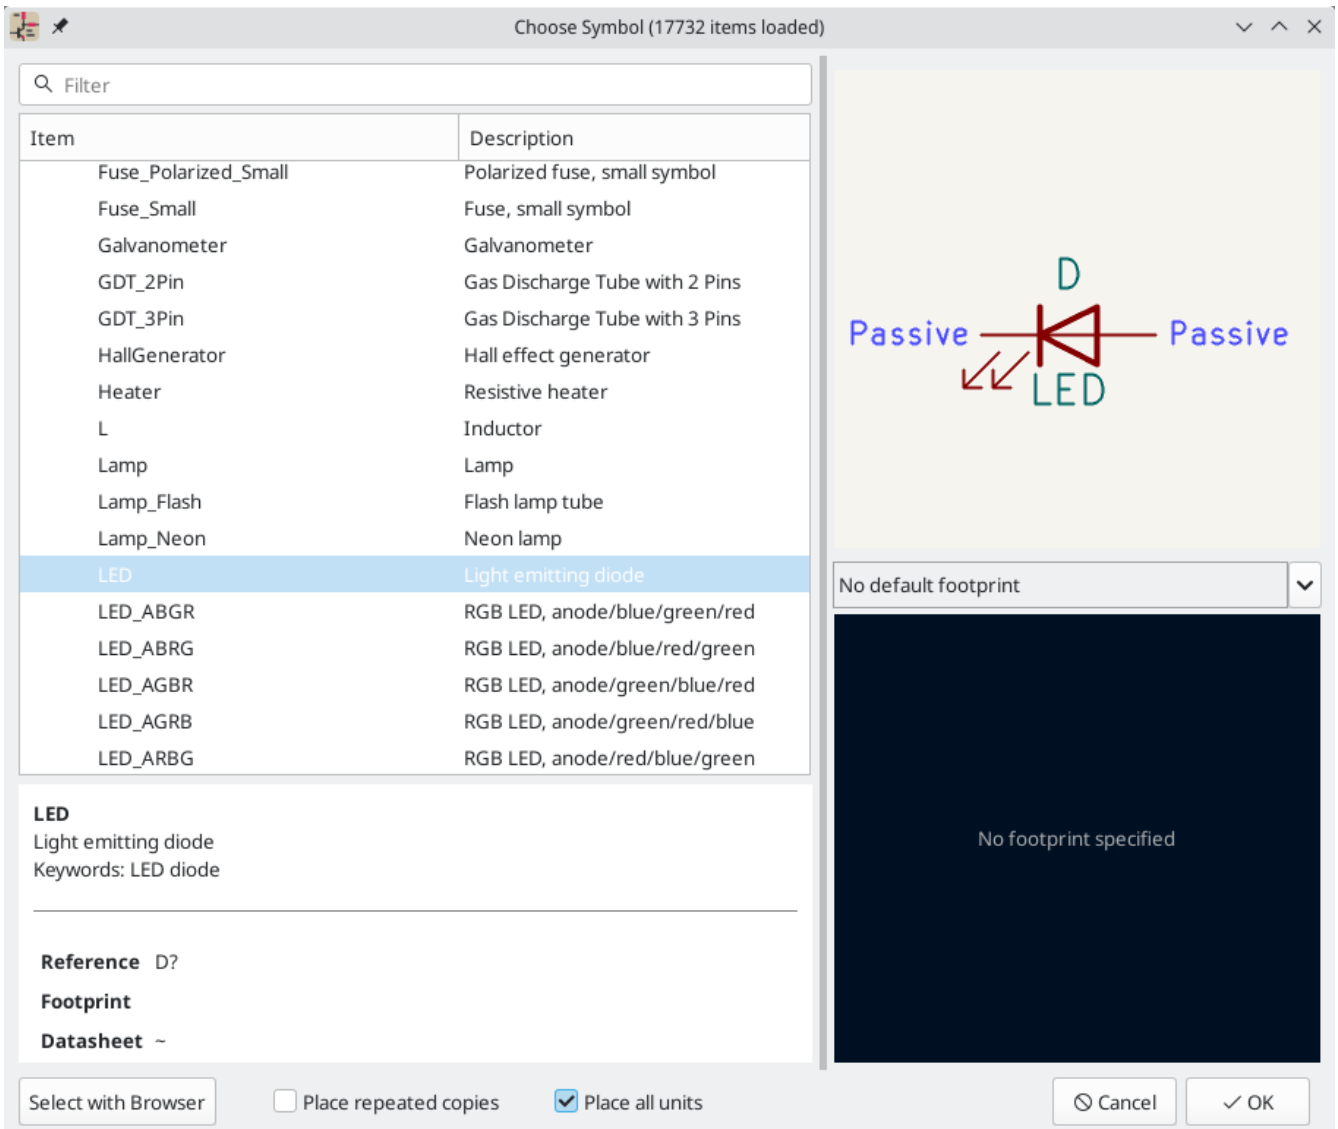 Choose Symbol (17732 items loaded)
Filter
Item Description
Fuse_Polarized_Small Polarized fuse, small symbol
Fuse_Small Fuse, small symbol
Galvanometer Galvanometer
GDT_2Pin Gas Discharge Tube with 2 Pins
GDT_3Pin Gas Discharge Tube with 3 Pins
HallGenerator Hall effect generator
Heater Resistive heater
L Inductor
Lamp Lamp
Lamp_Flash Flash lamp tube
Lamp_Neon Neon lamp
LED Light emitting diode
LED_ABGR RGB LED, anode/blue/green/red
LED_ABRG RGB LED, anode/blue/red/green
LED_AGBR RGB LED, anode/green/blue/red
LED_AGRB RGB LED, anode/green/red/blue
LED_ARBG RGB LED, anode/red/blue/green
LED
Light emitting diode
Keywords: LED diode
Reference D?
Footprint
Datasheet ~
D
Passive Passive
LED
No default footprint
No footprint specified
Select with Browser Place repeated copies Place all units Cancel OK